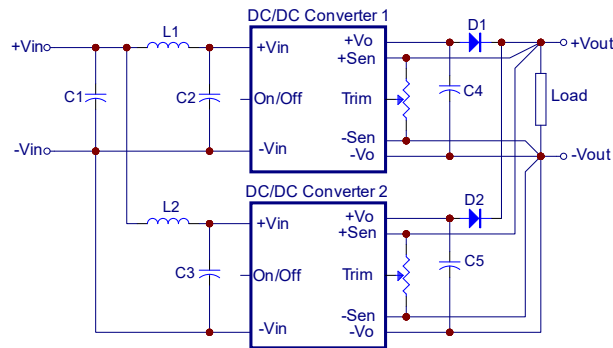 DC/DC Converter 1
D1
L1
+Vin
+Vin
+Vo
+Vout
+Sen
C1
C2
On/Off
Trim
C4
Load
-Sen
-Vin
-Vin
-Vo
-Vout
DC/DC Converter 2
D2
L2
+Vin
+Vo
+Sen
C3
On/Off
Trim
C5
-Sen
-Vin
-Vo